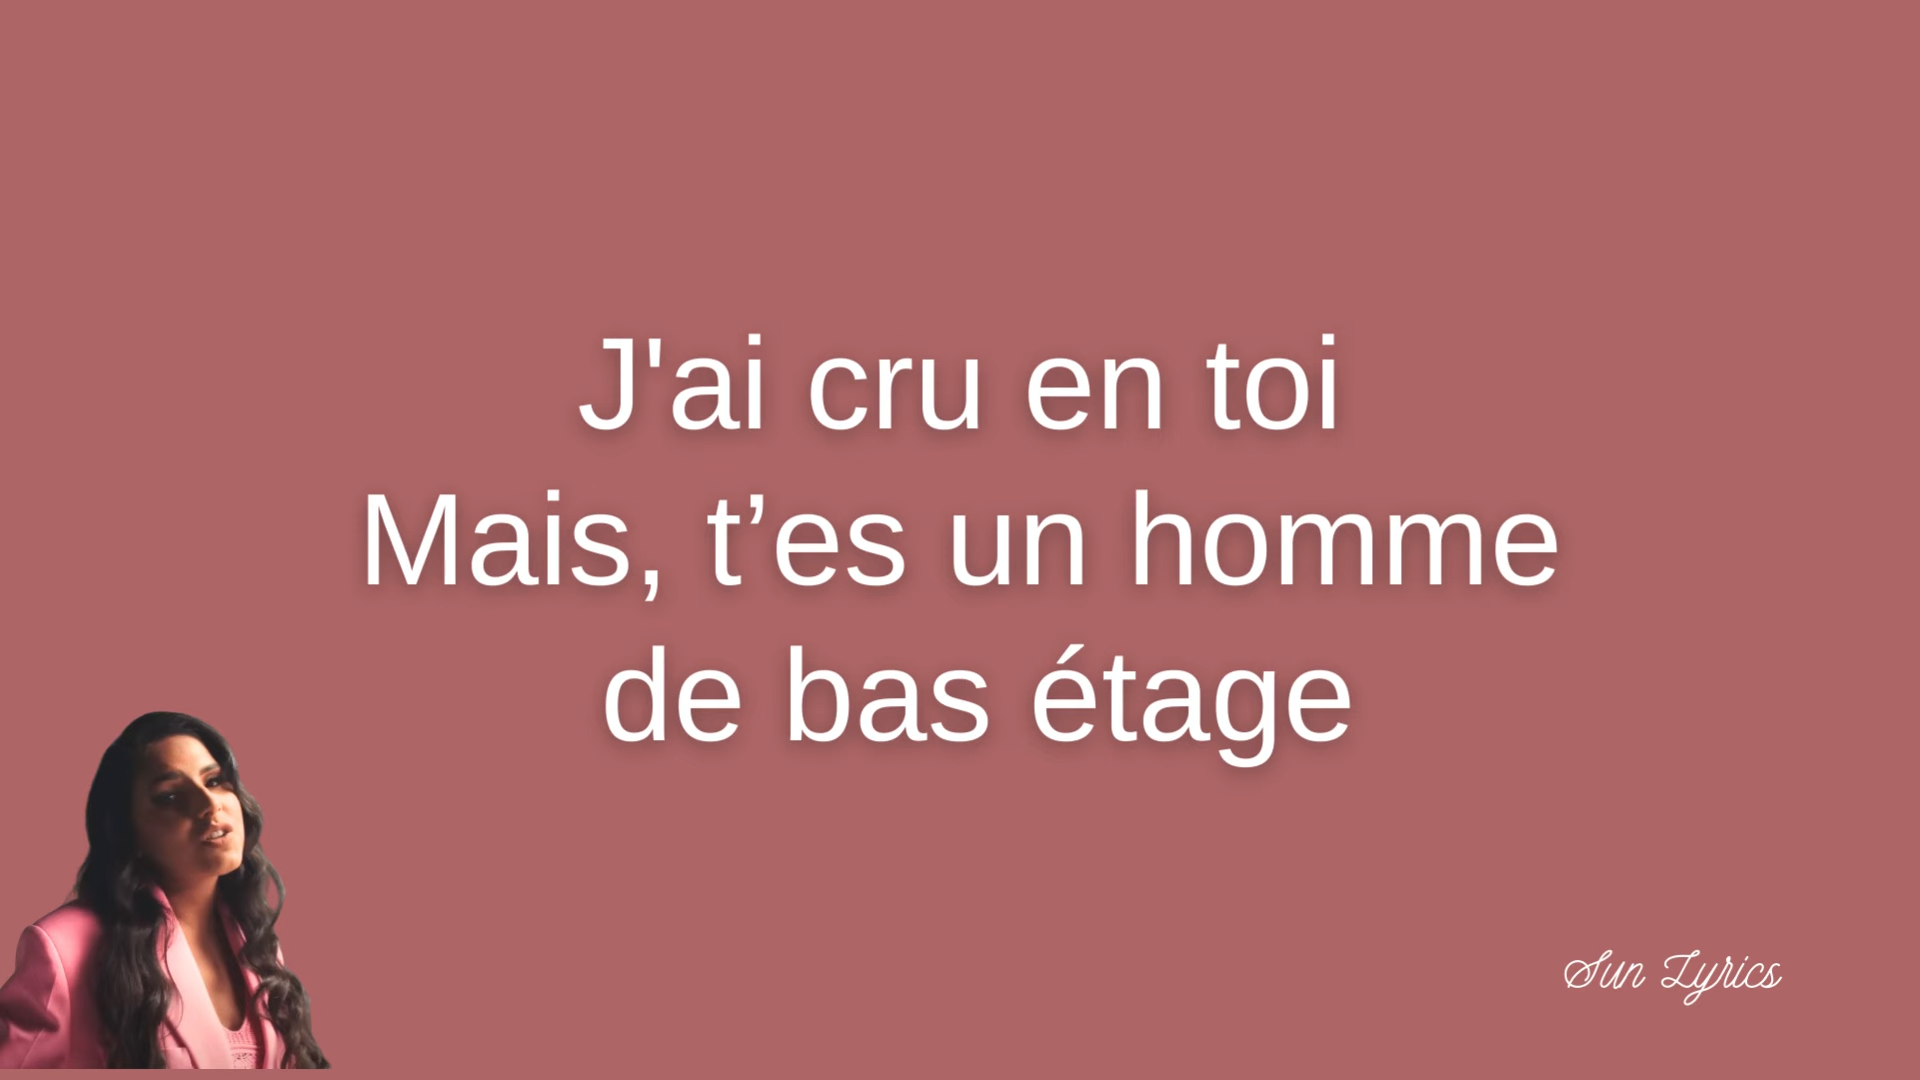 J'ai cru en toi
Mais, t’es un homme
de bas étage
Sun Lyrics